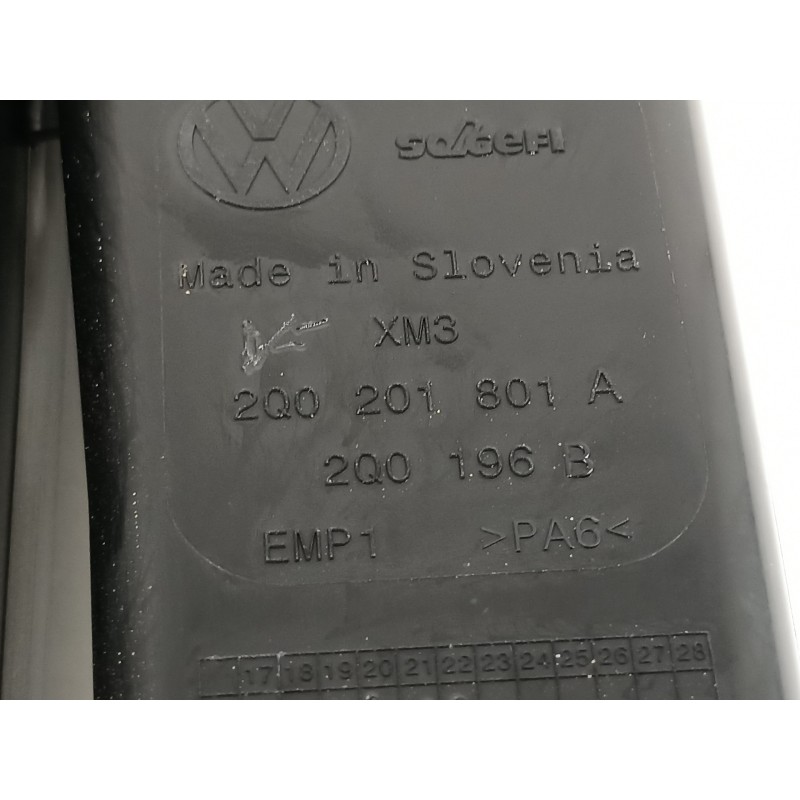 sogefi
Made in Slovenia
XM3
2Q0 201 801 A
2Q0 196 B
EMP1 >PA6<
17 18 19 20 21 22 23 24 25 26 27 28